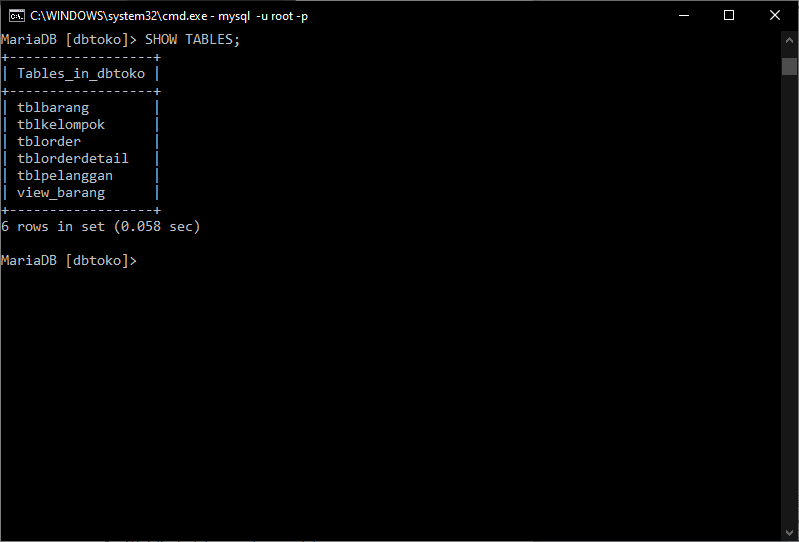 C:\WINDOWS\system32\cmd.exe - mysql  -u root -p
MariaDB [dbtoko]> SHOW TABLES;
+------------------+
| Tables_in_dbtoko |
+------------------+
| tblbarang        |
| tblkelompok      |
| tblorder         |
| tblorderdetail   |
| tblpelanggan     |
| view_barang      |
+------------------+
6 rows in set (0.058 sec)
MariaDB [dbtoko]>